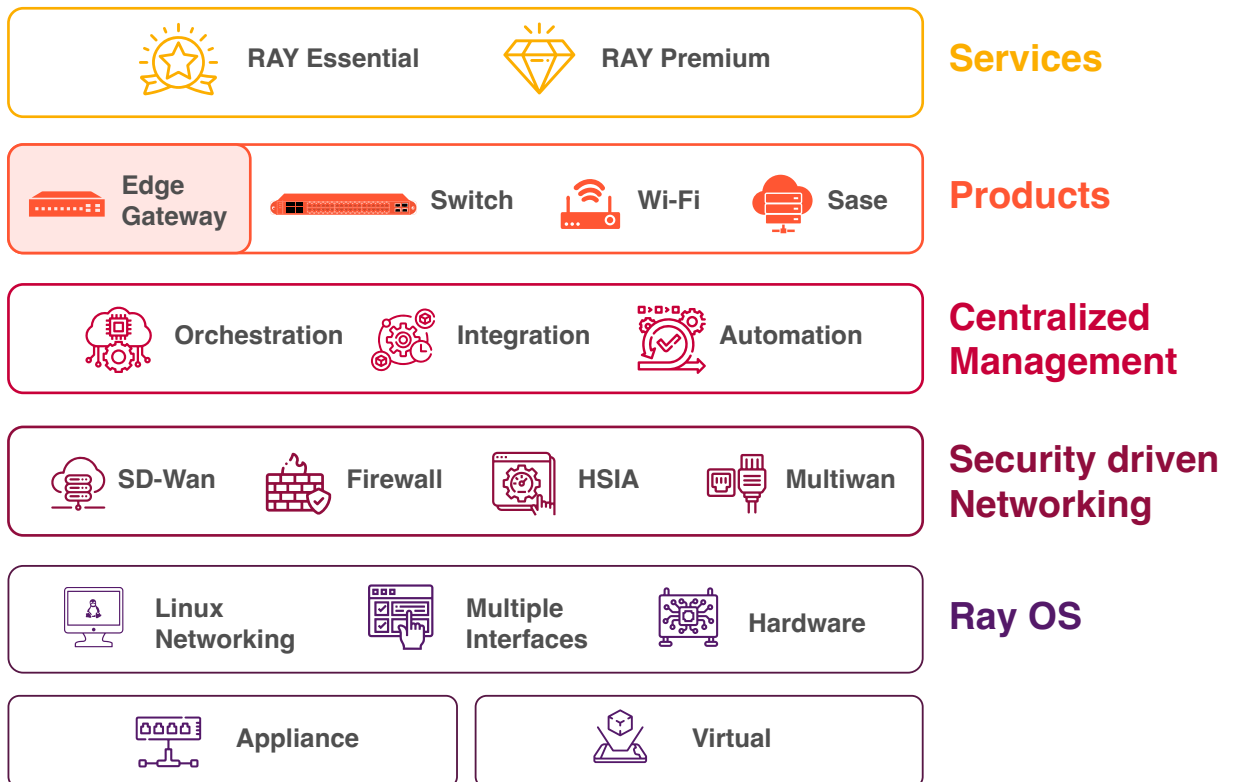 RAY Essential
RAY Premium
Services
Edge
Gateway
Switch
Wi-Fi
Sase
Products
Orchestration
Integration
Automation
Centralized
Management
SD-Wan
Firewall
HSIA
Multiwan
Security driven
Networking
Linux
Networking
Multiple
Interfaces
Hardware
Ray OS
Appliance
Virtual